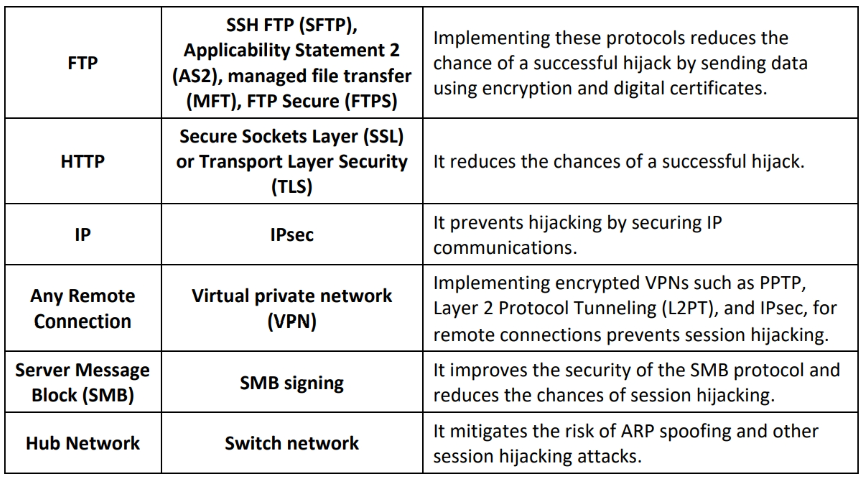 FTP
SSH FTP (SFTP),
Applicability Statement 2
(AS2), managed file transfer
(MFT), FTP Secure (FTPS)
Implementing these protocols reduces the
chance of a successful hijack by sending data
using encryption and digital certificates.
HTTP
Secure Sockets Layer (SSL)
or Transport Layer Security
(TLS)
It reduces the chances of a successful hijack.
IP
IPsec
It prevents hijacking by securing IP
communications.
Any Remote
Connection
Virtual private network
(VPN)
Implementing encrypted VPNs such as PPTP,
Layer 2 Protocol Tunneling (L2PT), and IPsec, for
remote connections prevents session hijacking.
Server Message
Block (SMB)
SMB signing
It improves the security of the SMB protocol and
reduces the chances of session hijacking.
Hub Network
Switch network
It mitigates the risk of ARP spoofing and other
session hijacking attacks.